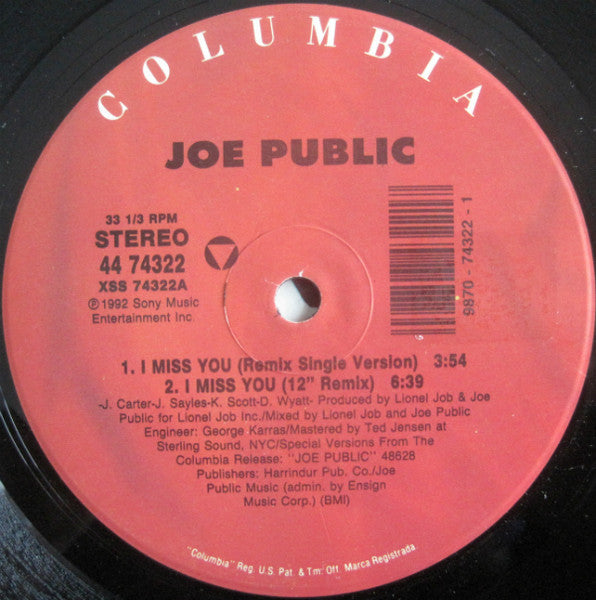 COLUMBIA
JOE PUBLIC
33 1/3 RPM
STEREO
44 74322
XSS 74322A
℗1992 Sony Music
Entertainment Inc.
9870 - 74322 - 1
1. I MISS YOU (Remix Single Version) 3:54
2. I MISS YOU (12" Remix) 6:39
-J. Carter-J. Sayles-K. Scott-D. Wyatt- Produced by Lionel Job & Joe
Public for Lionel Job Inc./Mixed by Lionel Job and Joe Public
Engineer: George Karras/Mastered by Ted Jensen at
Sterling Sound, NYC/Special Versions From The
Columbia Release: "JOE PUBLIC" 48628
Publishers: Harrindur Pub. Co./Joe
Public Music (admin. by Ensign
Music Corp.) (BMI)
"Columbia" Reg. U.S. Pat. & Tm. Off. Marca Registrada